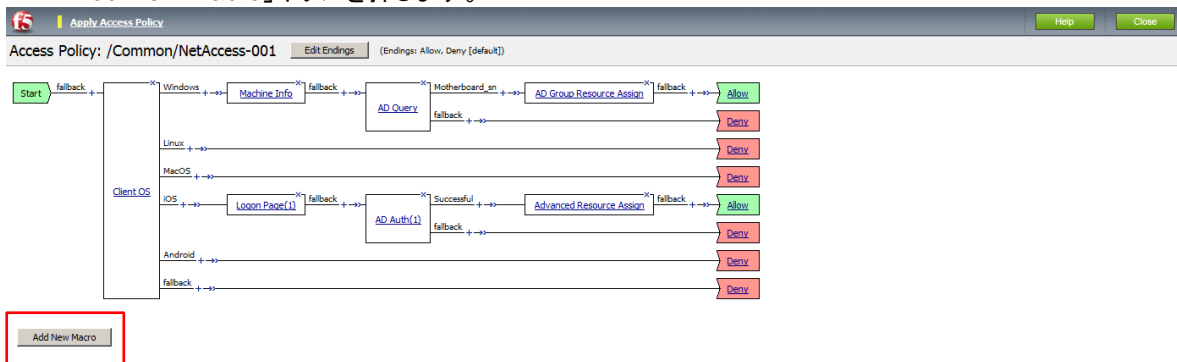 f5 Apply Access Policy Help Close
Access Policy: /Common/NetAccess-001 Edit Endings (Endings: Allow, Deny [default])
Start fallback + Client OS
Windows + Machine Info fallback + AD Query Motherboard_sn + AD Group Resource Assign fallback + Allow
fallback + Deny
Linux + Deny
MacOS + Deny
iOS + Logon Page(1) fallback + AD Auth(1) Successful + Advanced Resource Assign fallback + Allow
fallback + Deny
Android + Deny
fallback + Deny
Add New Macro